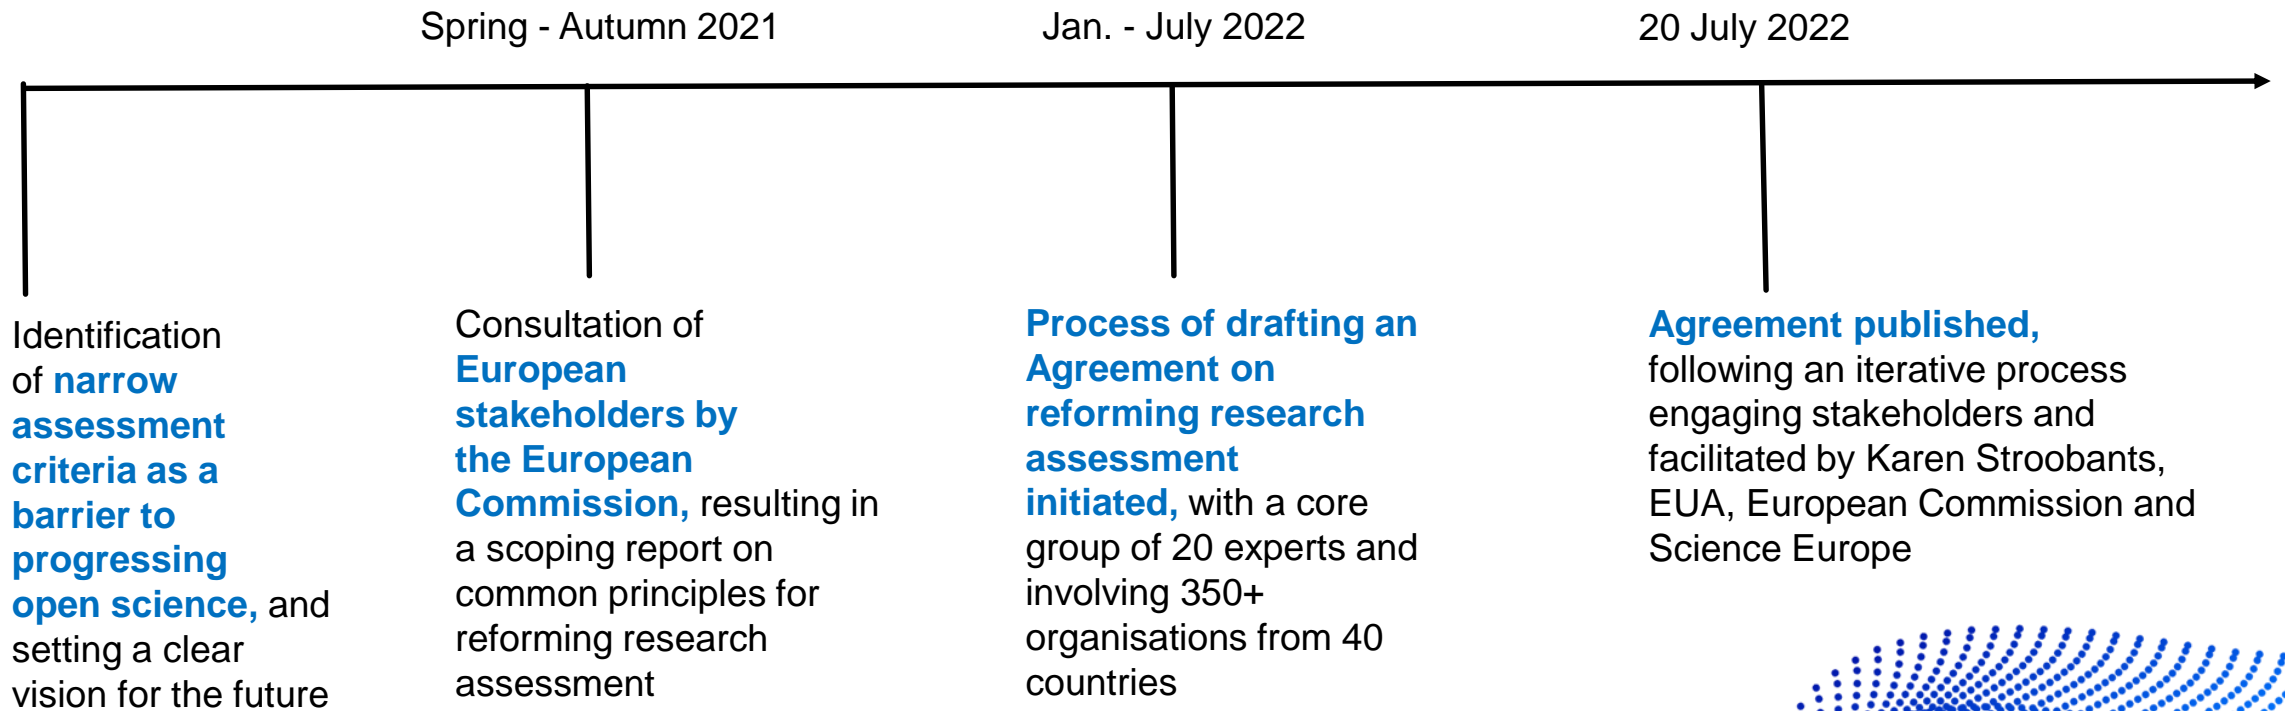 Spring - Autumn 2021
Jan. - July 2022
20 July 2022
Identification
of narrow
assessment
criteria as a
barrier to
progressing
open science, and
setting a clear
vision for the future
Consultation of
European
stakeholders by
the European
Commission, resulting in
a scoping report on
common principles for
reforming research
assessment
Process of drafting an
Agreement on
reforming research
assessment
initiated, with a core
group of 20 experts and
involving 350+
organisations from 40
countries
Agreement published,
following an iterative process
engaging stakeholders and
facilitated by Karen Stroobants,
EUA, European Commission and
Science Europe